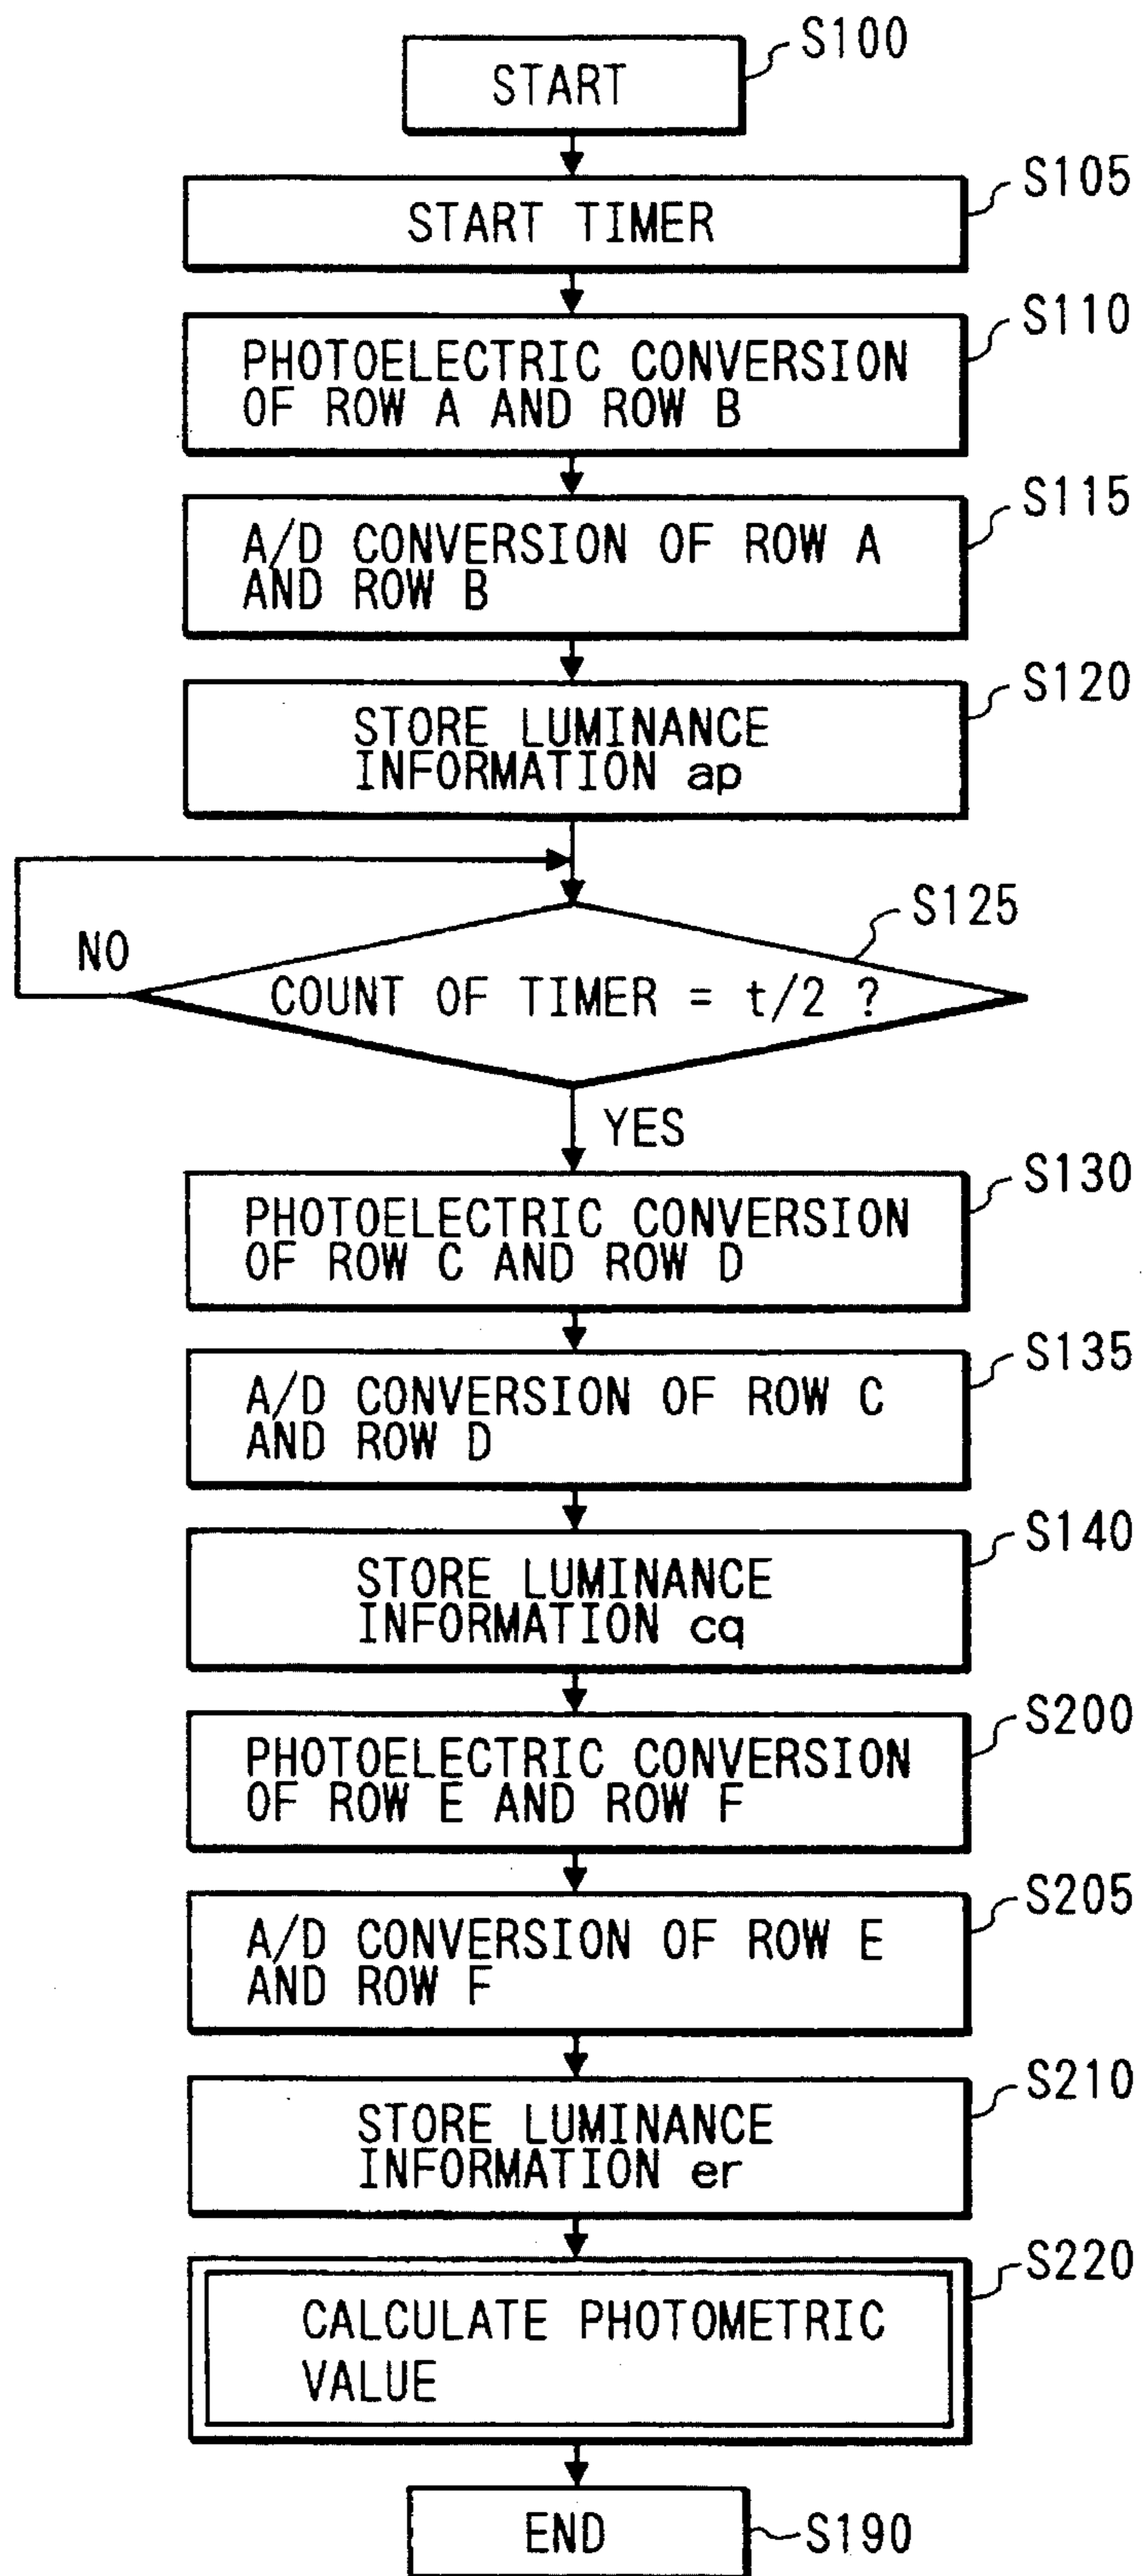 S100
START
S105
START TIMER
S110
PHOTOELECTRIC CONVERSION
OF ROW A AND ROW B
S115
A/D CONVERSION OF ROW A
AND ROW B
S120
STORE LUMINANCE
INFORMATION ap
S125
NO
COUNT OF TIMER = t/2 ?
YES
S130
PHOTOELECTRIC CONVERSION
OF ROW C AND ROW D
S135
A/D CONVERSION OF ROW C
AND ROW D
S140
STORE LUMINANCE
INFORMATION cq
S200
PHOTOELECTRIC CONVERSION
OF ROW E AND ROW F
S205
A/D CONVERSION OF ROW E
AND ROW F
S210
STORE LUMINANCE
INFORMATION er
S220
CALCULATE PHOTOMETRIC
VALUE
END
S190